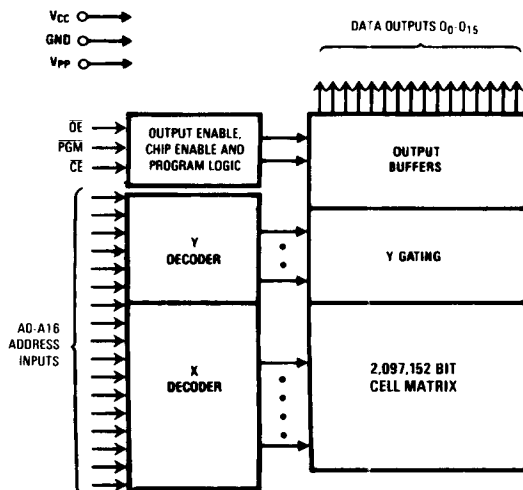 VCC
GND
VPP
DATA OUTPUTS O0-O15
OE
PGM
CE
OUTPUT ENABLE,
CHIP ENABLE AND
PROGRAM LOGIC
OUTPUT
BUFFERS
Y
DECODER
Y GATING
A0-A16
ADDRESS
INPUTS
X
DECODER
2,097,152 BIT
CELL MATRIX